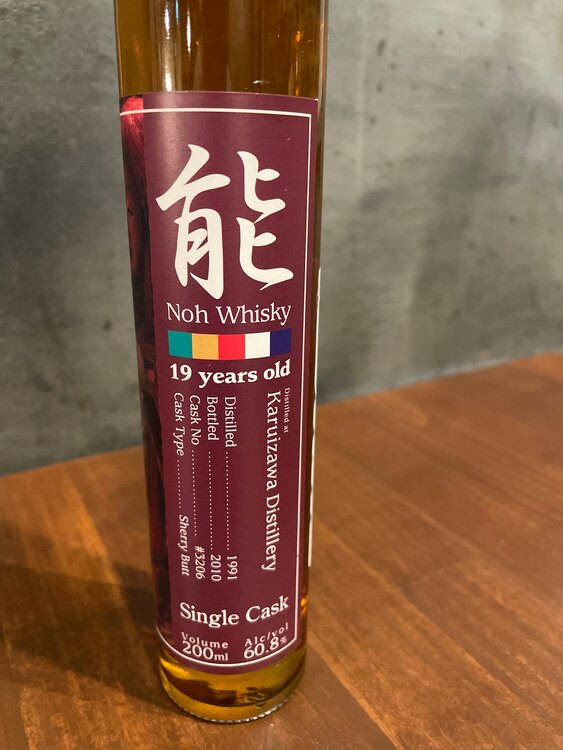 能
Noh Whisky
19 years old
Distilled at
Karuizawa Distillery
Distilled ........................ 1991
Bottled ........................ 2010
Cask No ........................ #3206
Cask Type ............ Sherry Butt
Single Cask
Volume
200ml
Alc/vol
60.8%